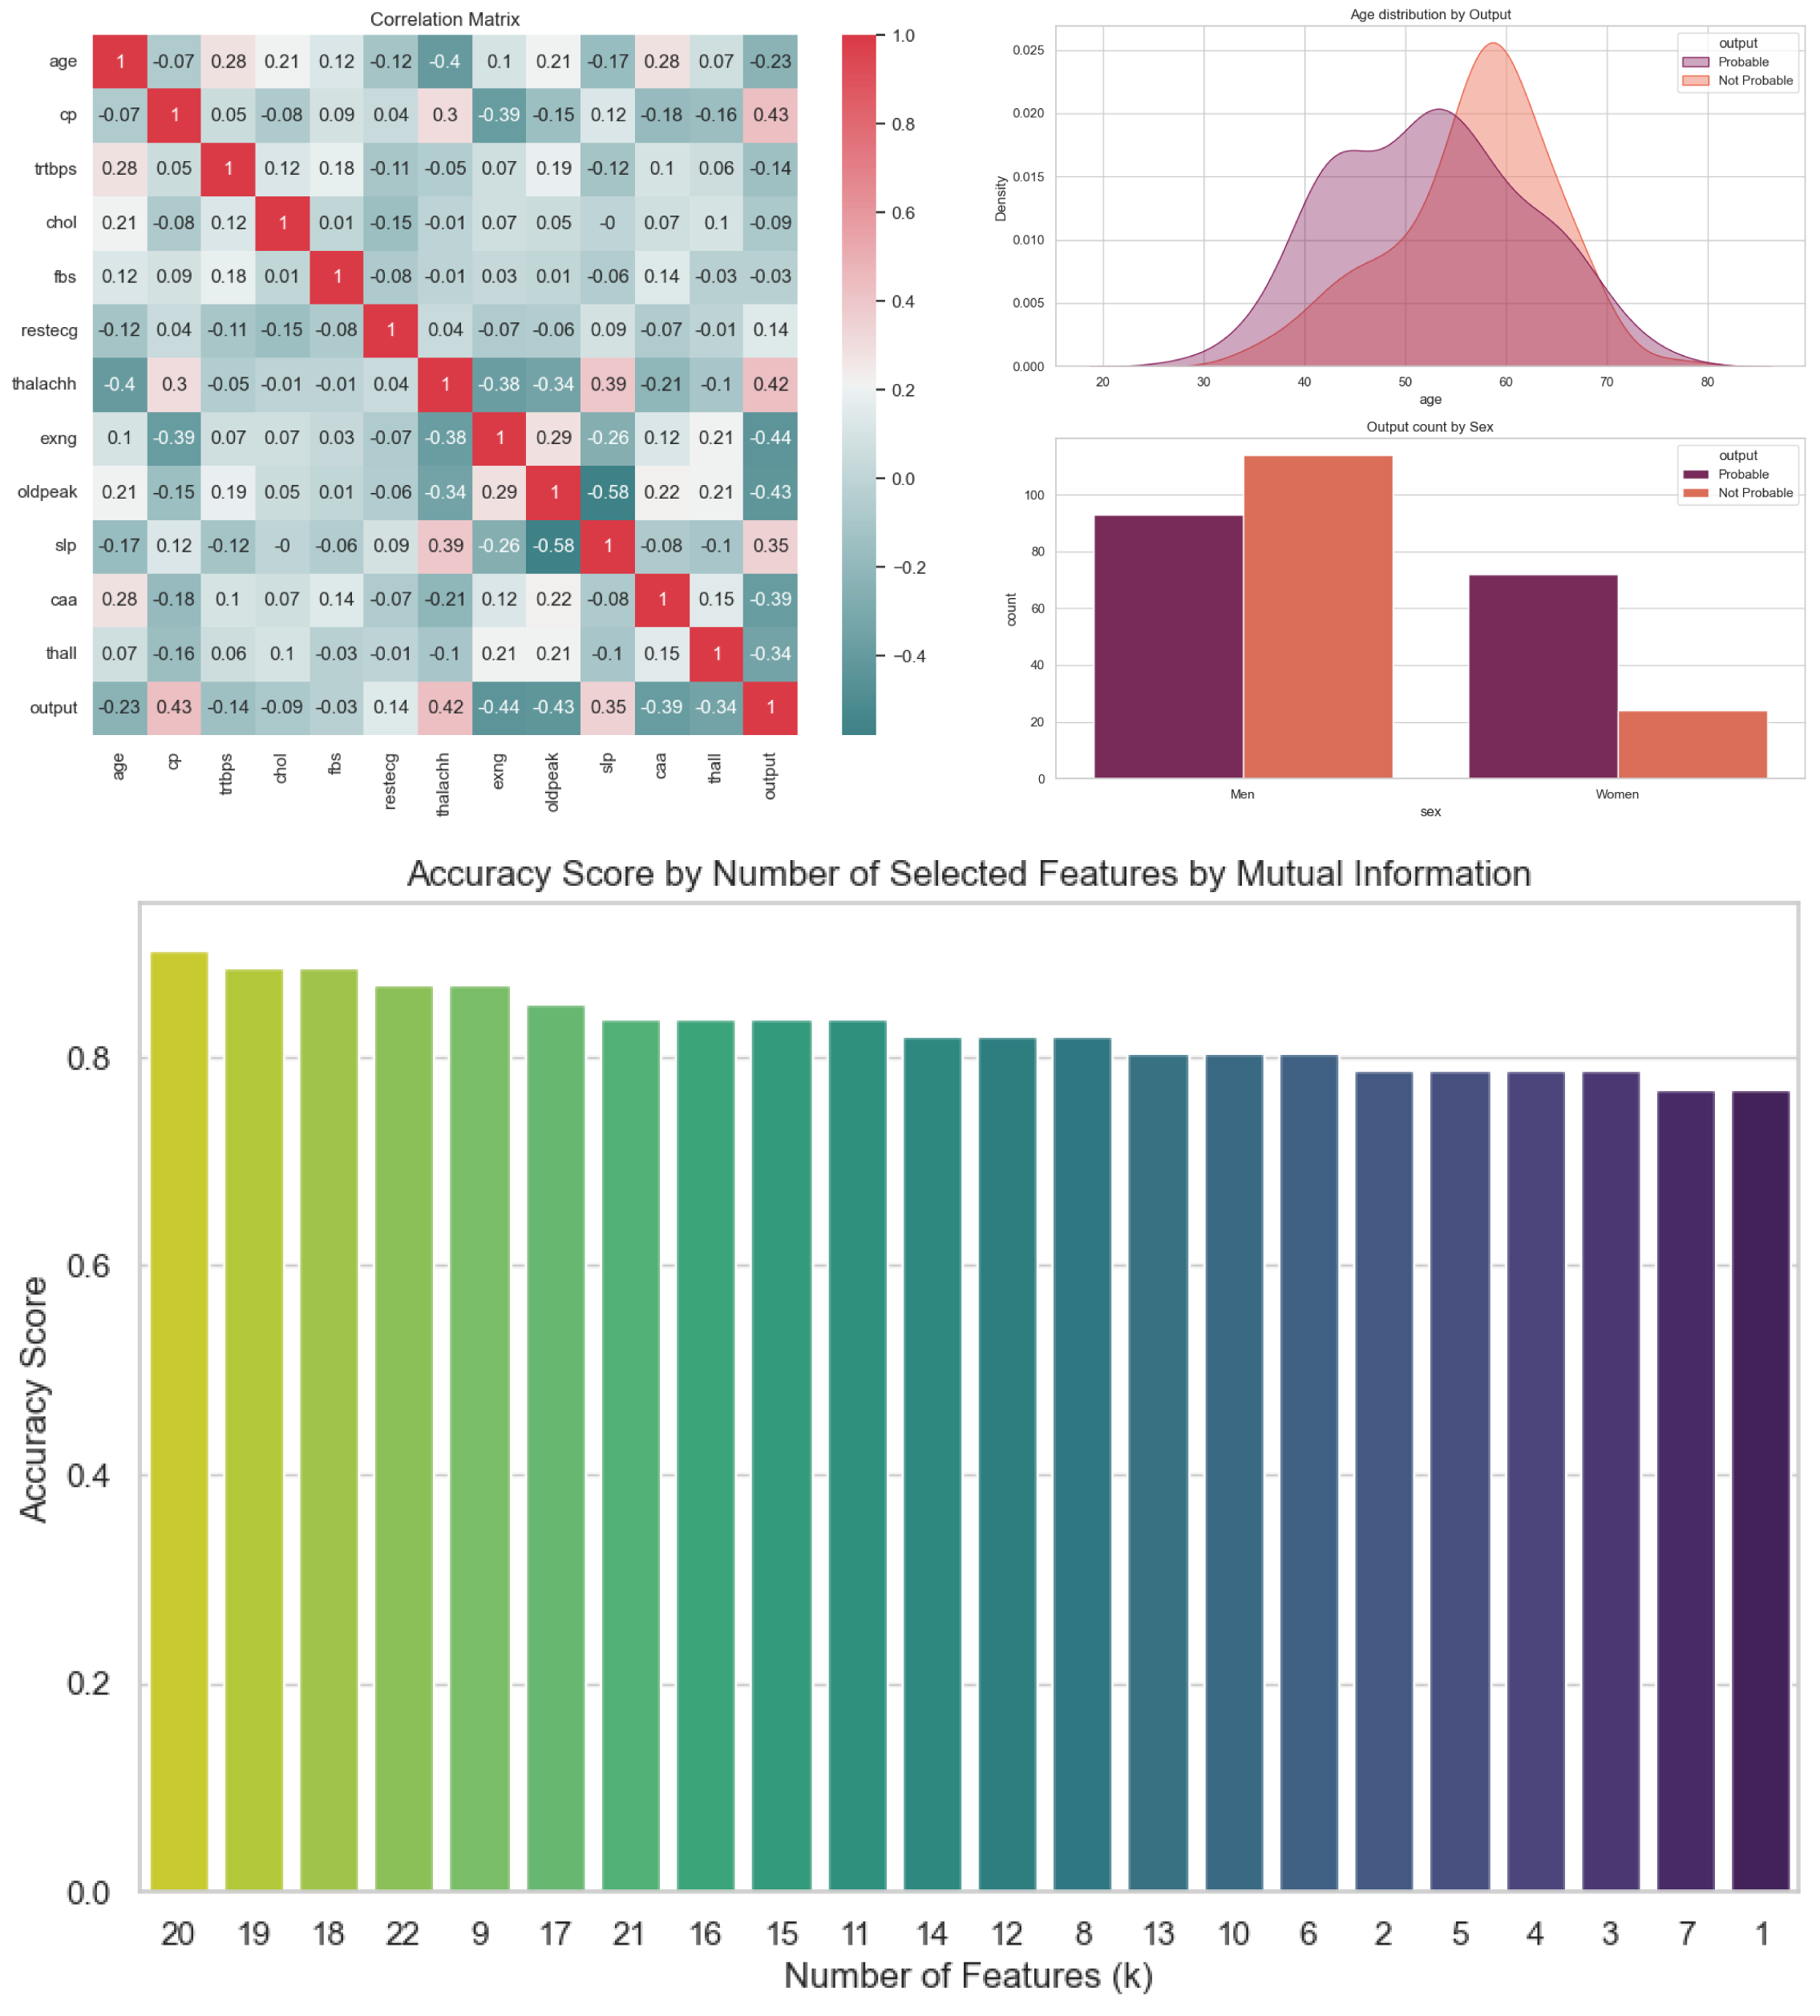 Correlation Matrix
age 1 -0.07 0.28 0.21 0.12 -0.12 -0.4 0.1 0.21 -0.17 0.28 0.07 -0.23
cp -0.07 1 0.05 -0.08 0.09 0.04 0.3 -0.39 -0.15 0.12 -0.18 -0.16 0.43
trtbps 0.28 0.05 1 0.12 0.18 -0.11 -0.05 0.07 0.19 -0.12 0.1 0.06 -0.14
chol 0.21 -0.08 0.12 1 0.01 -0.15 -0.01 0.07 0.05 -0 0.07 0.1 -0.09
fbs 0.12 0.09 0.18 0.01 1 -0.08 -0.01 0.03 0.01 -0.06 0.14 -0.03 -0.03
restecg -0.12 0.04 -0.11 -0.15 -0.08 1 0.04 -0.07 -0.06 0.09 -0.07 -0.01 0.14
thalachh -0.4 0.3 -0.05 -0.01 -0.01 0.04 1 -0.38 -0.34 0.39 -0.21 -0.1 0.42
exng 0.1 -0.39 0.07 0.07 0.03 -0.07 -0.38 1 0.29 -0.26 0.12 0.21 -0.44
oldpeak 0.21 -0.15 0.19 0.05 0.01 -0.06 -0.34 0.29 1 -0.58 0.22 0.21 -0.43
slp -0.17 0.12 -0.12 -0 -0.06 0.09 0.39 -0.26 -0.58 1 -0.08 -0.1 0.35
caa 0.28 -0.18 0.1 0.07 0.14 -0.07 -0.21 0.12 0.22 -0.08 1 0.15 -0.39
thall 0.07 -0.16 0.06 0.1 -0.03 -0.01 -0.1 0.21 0.21 -0.1 0.15 1 -0.34
output -0.23 0.43 -0.14 -0.09 -0.03 0.14 0.42 -0.44 -0.43 0.35 -0.39 -0.34 1
age cp trtbps chol fbs restecg thalachh exng oldpeak slp caa thall output
1.0
0.8
0.6
0.4
0.2
0.0
−0.2
−0.4
Age distribution by Output
output
Probable
Not Probable
Density
0.025
0.020
0.015
0.010
0.005
0.000
20 30 40 50 60 70 80
age
Output count by Sex
output
Probable
Not Probable
count
100
80
60
40
20
0
Men Women
sex
Accuracy Score by Number of Selected Features by Mutual Information
Accuracy Score
0.8
0.6
0.4
0.2
0.0
20 19 18 22 9 17 21 16 15 11 14 12 8 13 10 6 2 5 4 3 7 1
Number of Features (k)